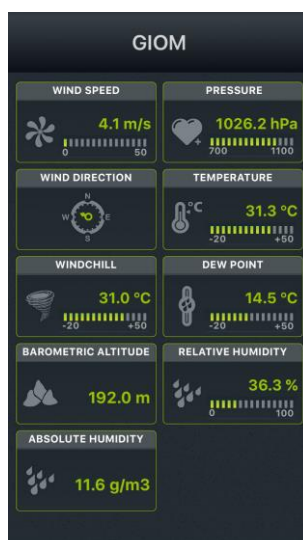 GIOM
WIND SPEED
4.1 m/s
0 50
PRESSURE
1026.2 hPa
700 1100
WIND DIRECTION
N
W E
S
TEMPERATURE
°C
31.3 °C
-20 +50
WINDCHILL
31.0 °C
-20 +50
DEW POINT
14.5 °C
-20 +50
BAROMETRIC ALTITUDE
192.0 m
RELATIVE HUMIDITY
36.3 %
0 100
ABSOLUTE HUMIDITY
11.6 g/m3